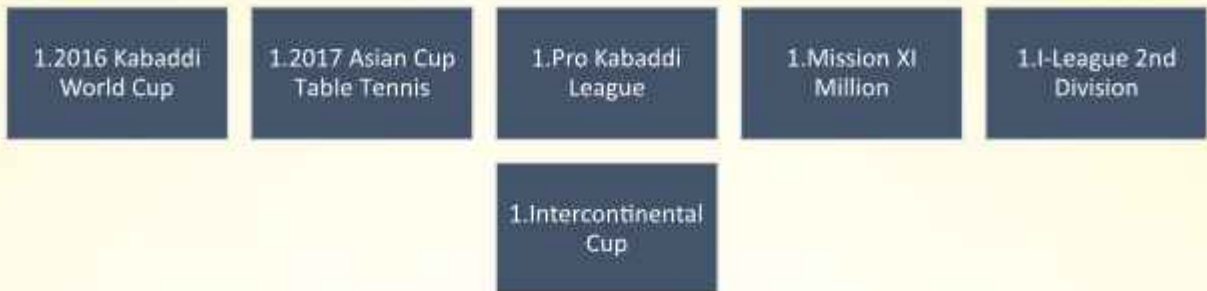 1.2016 Kabaddi
World Cup
1.2017 Asian Cup
Table Tennis
1.Pro Kabaddi
League
1.Mission XI
Million
1.I-League 2nd
Division
1.Intercontinental
Cup